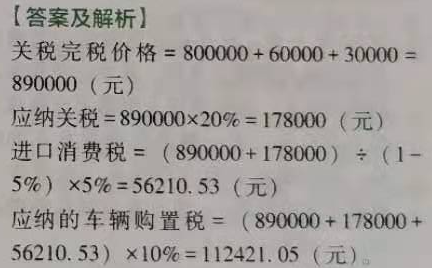 【答案及解析】
关税完税价格 = 800000 + 60000 + 30000 =
890000（元）
应纳关税 = 890000×20% = 178000（元）
进口消费税 =（890000 + 178000）÷（1 -
5%）×5% = 56210. 53（元）
应纳的车辆购置税 =（890000 + 178000 +
56210. 53）×10% = 112421. 05（元）。